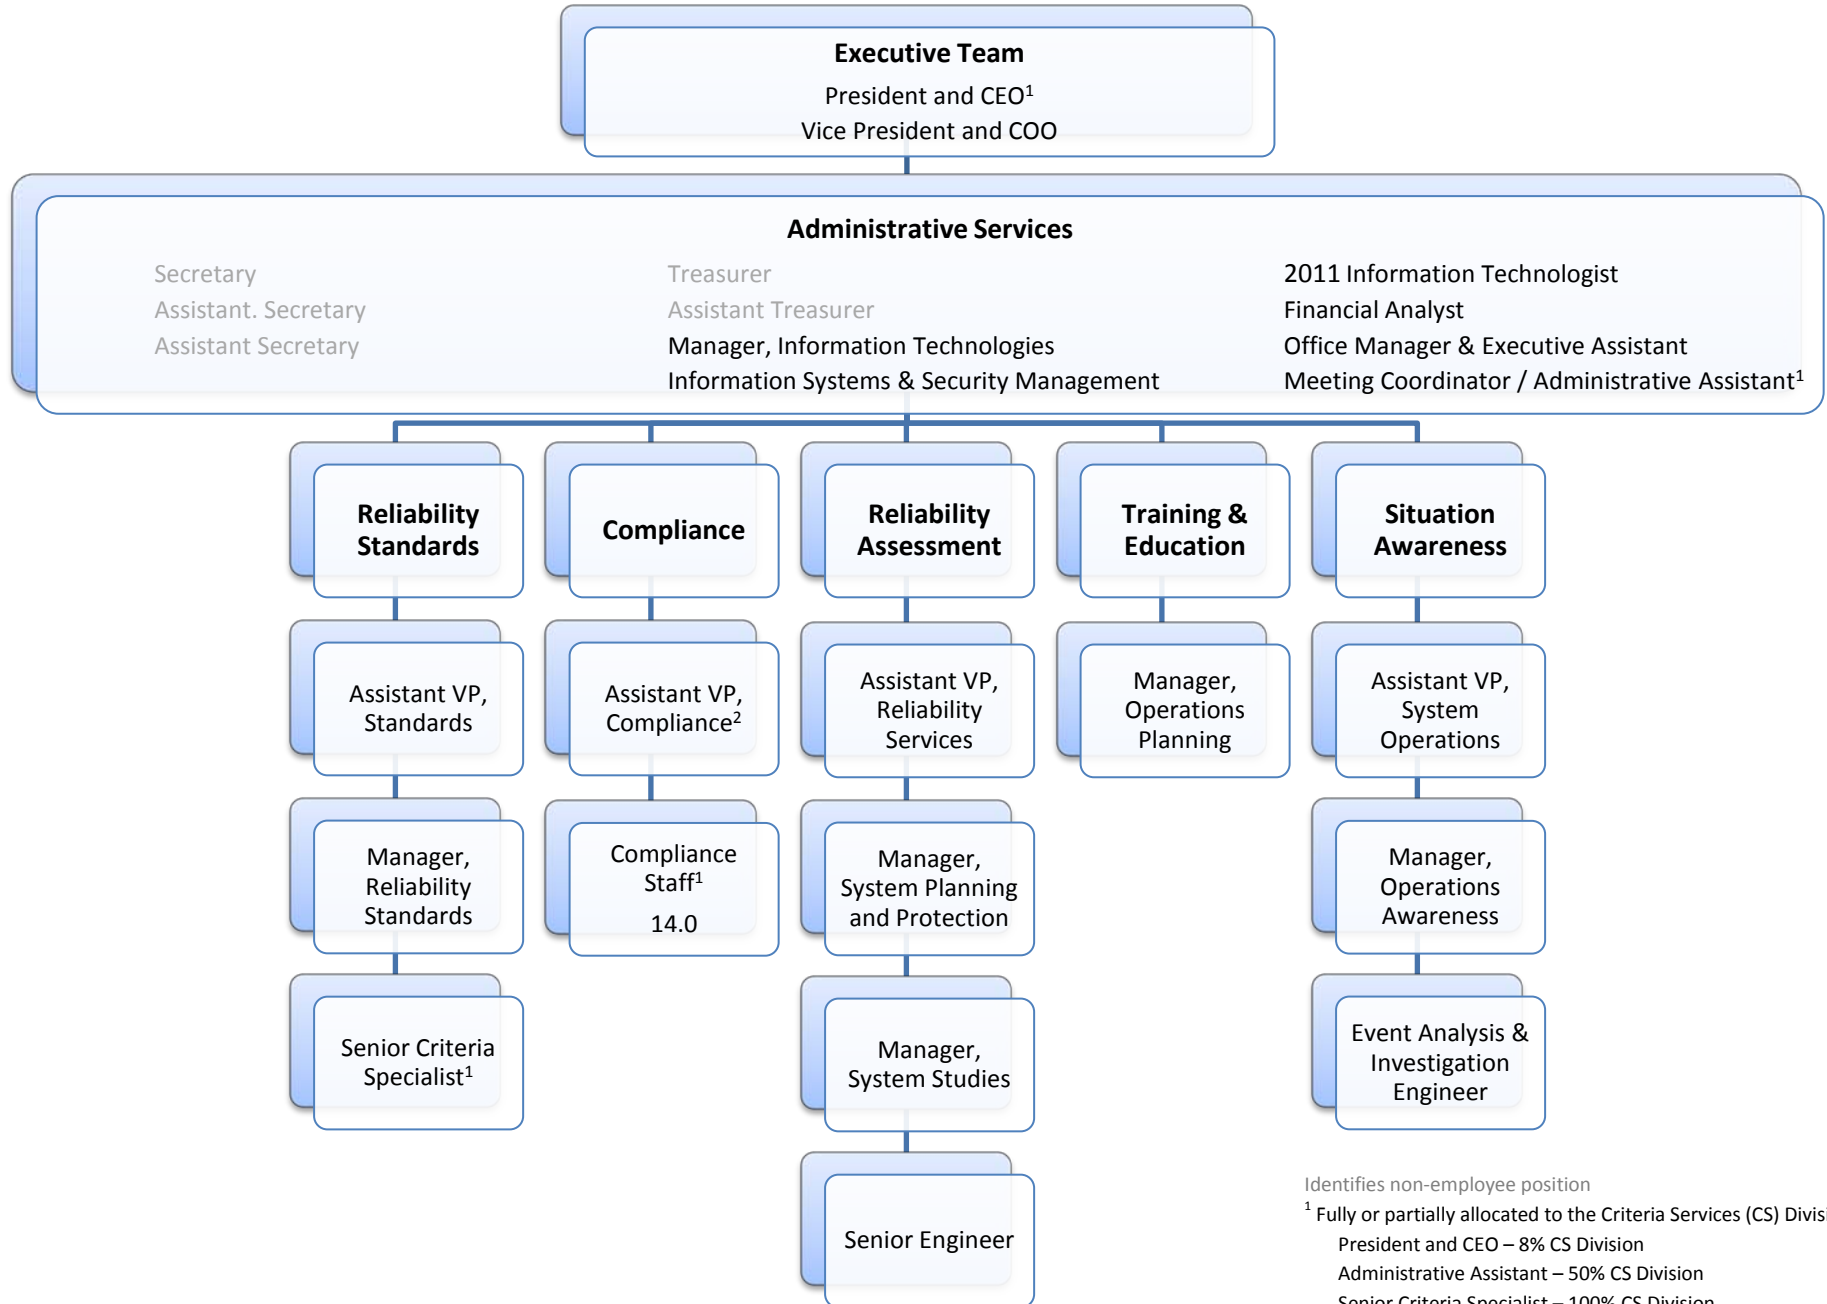 Executive Team
President and CEO1
Vice President and COO
Administrative Services
Secretary
Assistant. Secretary
Assistant Secretary
Treasurer
Assistant Treasurer
Manager, Information Technologies
Information Systems & Security Management
2011 Information Technologist
Financial Analyst
Office Manager & Executive Assistant
Meeting Coordinator / Administrative Assistant1
Reliability
Standards
Assistant VP,
Standards
Manager,
Reliability
Standards
Senior Criteria
Specialist1
Compliance
Assistant VP,
Compliance2
Compliance
Staff1
14.0
Reliability
Assessment
Assistant VP,
Reliability
Services
Manager,
System Planning
and Protection
Manager,
System Studies
Senior Engineer
Training &
Education
Manager,
Operations
Planning
Situation
Awareness
Assistant VP,
System
Operations
Manager,
Operations
Awareness
Event Analysis &
Investigation
Engineer
Identifies non-employee position
1 Fully or partially allocated to the Criteria Services (CS)
President and CEO – 8% CS Division
Administrative Assistant – 50% CS Division
Senior Criteria Specialist – 100% CS Division